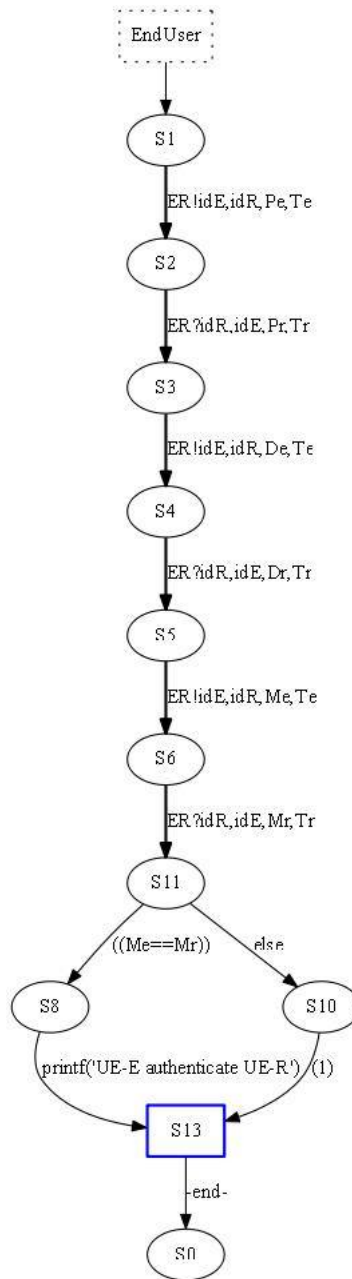 EndUser
S1
ER!idE,idR,Pe,Te
S2
ER?idR,idE,Pr,Tr
S3
ER!idE,idR,De,Te
S4
ER?idR,idE,Dr,Tr
S5
ER!idE,idR,Me,Te
S6
ER?idR,idE,Mr,Tr
S11
((Me==Mr)) else
S8 S10
printf('UE-E authenticate UE-R') (1)
S13
-end-
S0